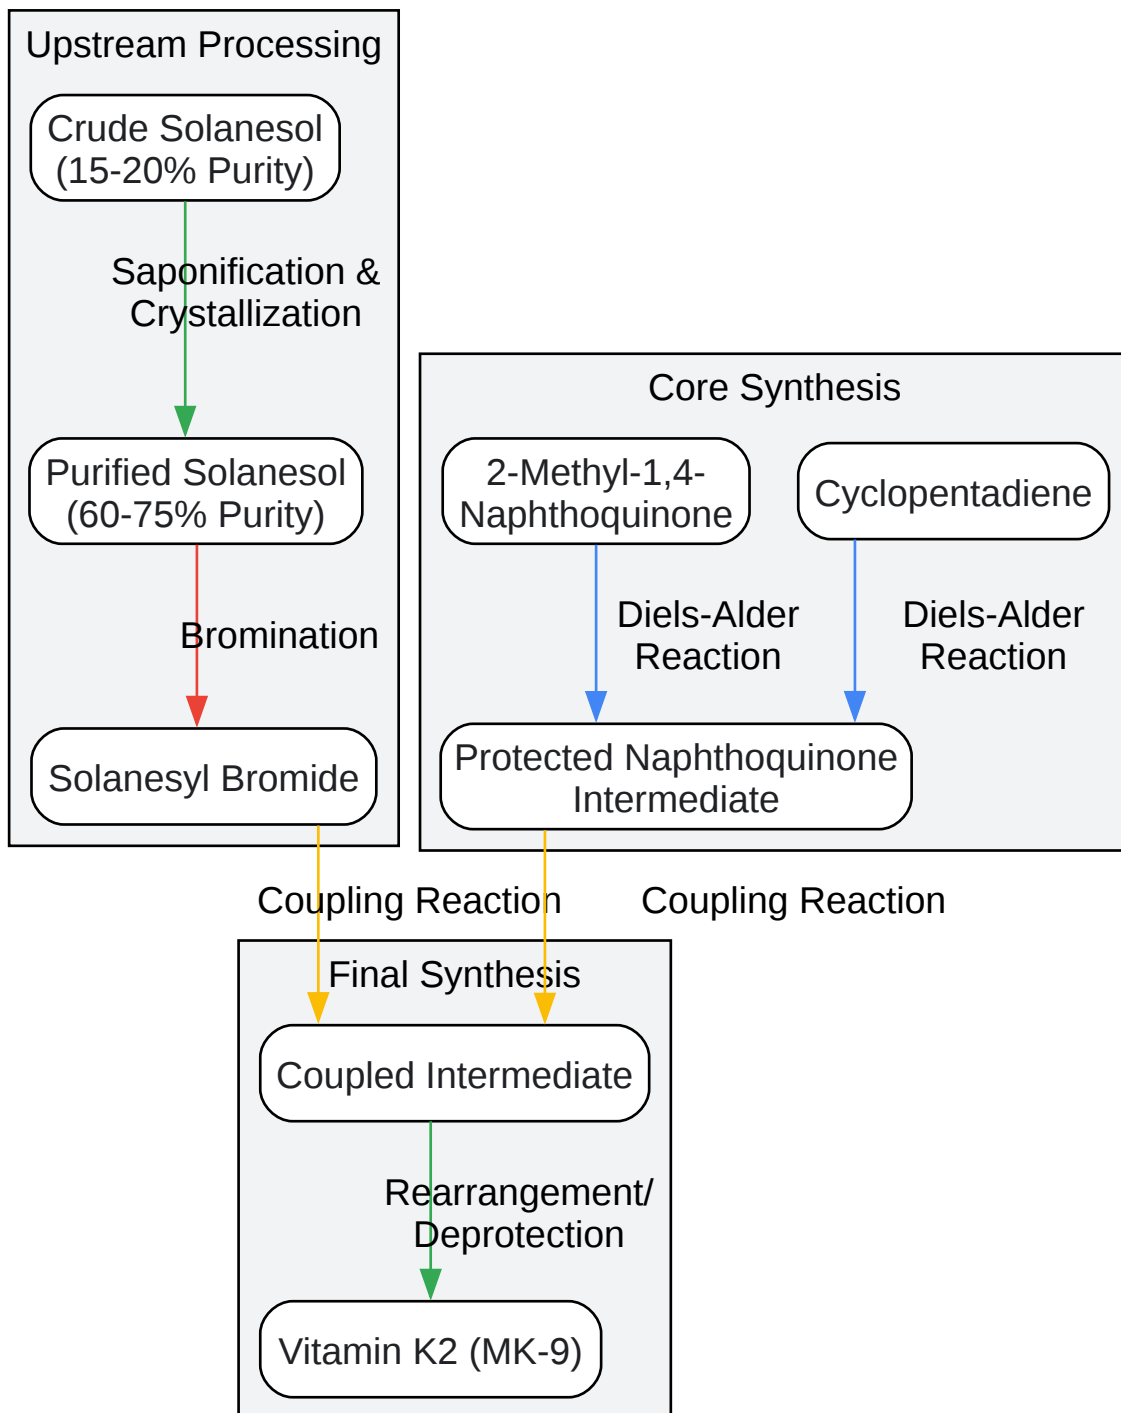 Upstream Processing
Crude Solanesol
(15-20% Purity)
Saponification &
Crystallization
Purified Solanesol
(60-75% Purity)
Bromination
Solanesyl Bromide
Core Synthesis
2-Methyl-1,4-
Naphthoquinone
Cyclopentadiene
Diels-Alder
Reaction
Diels-Alder
Reaction
Protected Naphthoquinone
Intermediate
Coupling Reaction
Coupling Reaction
Final Synthesis
Coupled Intermediate
Rearrangement/
Deprotection
Vitamin K2 (MK-9)